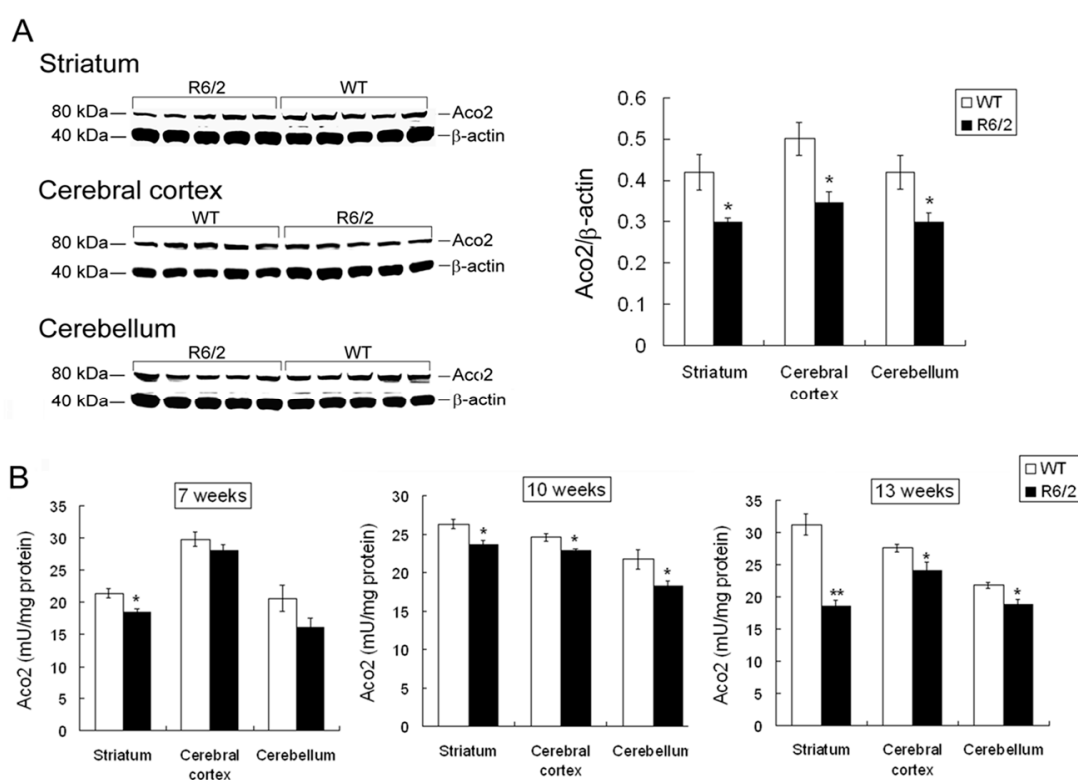 A
Striatum
R6/2 WT
80 kDa Aco2
40 kDa β-actin
Cerebral cortex
WT R6/2
80 kDa Aco2
40 kDa β-actin
Cerebellum
R6/2 WT
80 kDa Aco2
40 kDa β-actin
WT
R6/2
Aco2/β-actin
0.6
0.5
0.4
0.3
0.2
0.1
0
* * *
Striatum Cerebral cortex Cerebellum
B
WT
R6/2
7 weeks
Aco2 (mU/mg protein)
35
30
25
20
15
10
5
0
*
Striatum Cerebral cortex Cerebellum
10 weeks
Aco2 (mU/mg protein)
30
25
20
15
10
5
0
* * *
Striatum Cerebral cortex Cerebellum
13 weeks
Aco2 (mU/mg protein)
35
30
25
20
15
10
5
0
** * *
Striatum Cerebral cortex Cerebellum